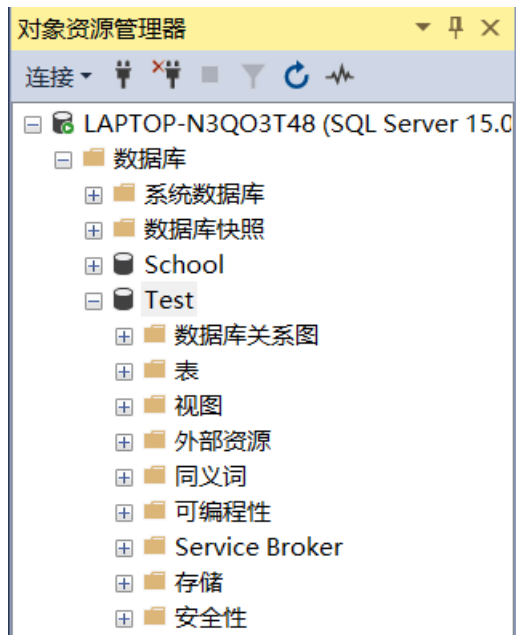 对象资源管理器
连接
LAPTOP-N3QO3T48 (SQL Server 15.0
数据库
系统数据库
数据库快照
School
Test
数据库关系图
表
视图
外部资源
同义词
可编程性
Service Broker
存储
安全性